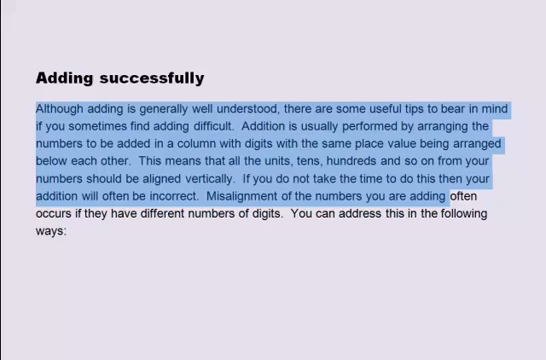 Adding successfully
Although adding is generally well understood, there are some useful tips to bear in mind
if you sometimes find adding difficult.  Addition is usually performed by arranging the
numbers to be added in a column with digits with the same place value being arranged
below each other.  This means that all the units, tens, hundreds and so on from your
numbers should be aligned vertically.  If you do not take the time to do this then your
addition will often be incorrect.  Misalignment of the numbers you are adding often
occurs if they have different numbers of digits.  You can address this in the following
ways: